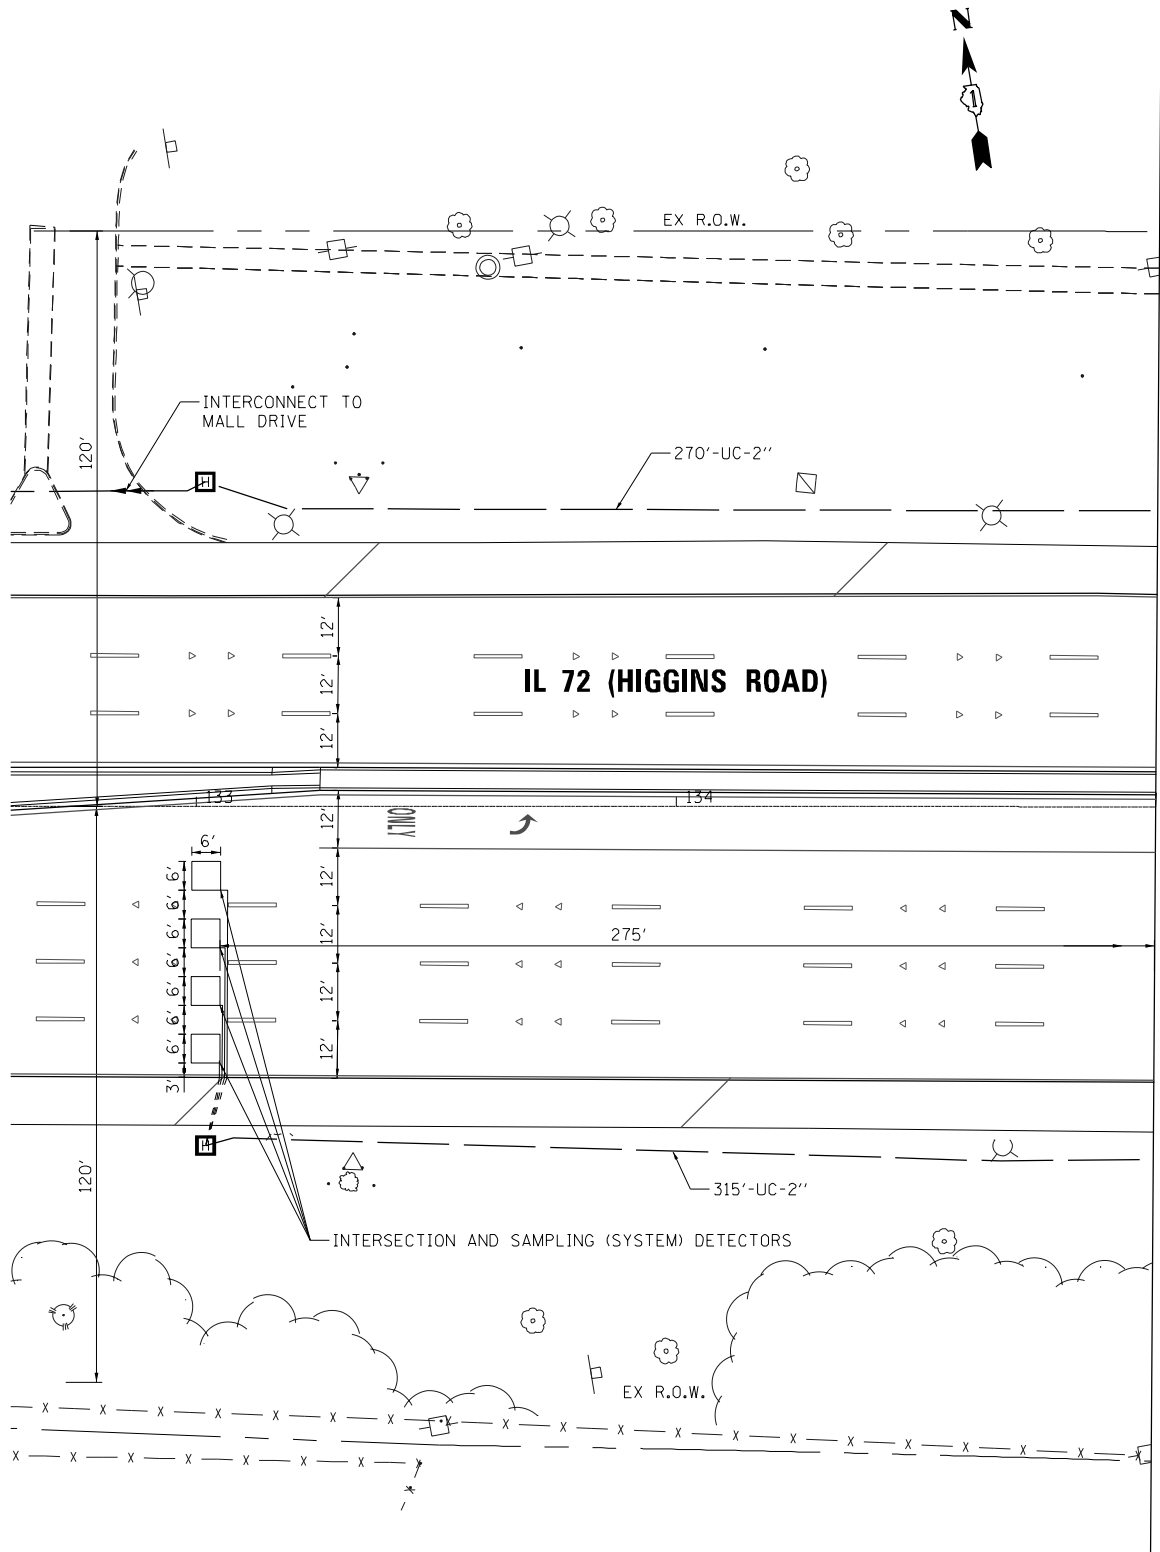 N
1
EX R.O.W.
INTERCONNECT TO
MALL DRIVE
120'
270'-UC-2''
H
12'
12'
IL 72 (HIGGINS ROAD)
12'
133
134
12'
ONLY
6'
6'
12'
6'
6'
12'
275'
6'
6'
12'
6'
6'
12'
3'
H
120'
315'-UC-2''
INTERSECTION AND SAMPLING (SYSTEM) DETECTORS
EX R.O.W.
X X X X X X X X X X X X X X X X X X X X
X X X X X X X X